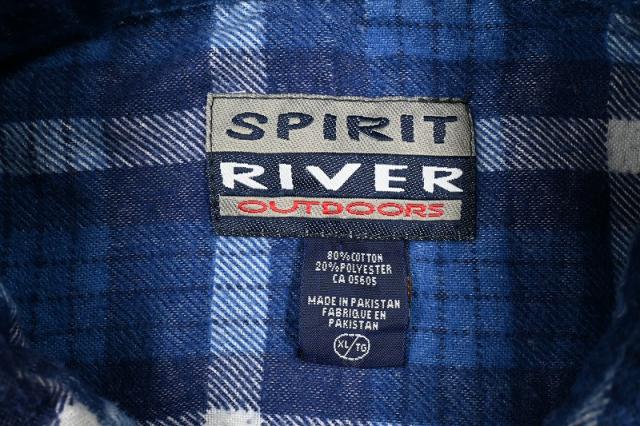 SPIRIT
RIVER
OUTDOORS
80% COTTON
20% POLYESTER
CA 05605
MADE IN PAKISTAN
FABRIQUE EN
PAKISTAN
XL/TG